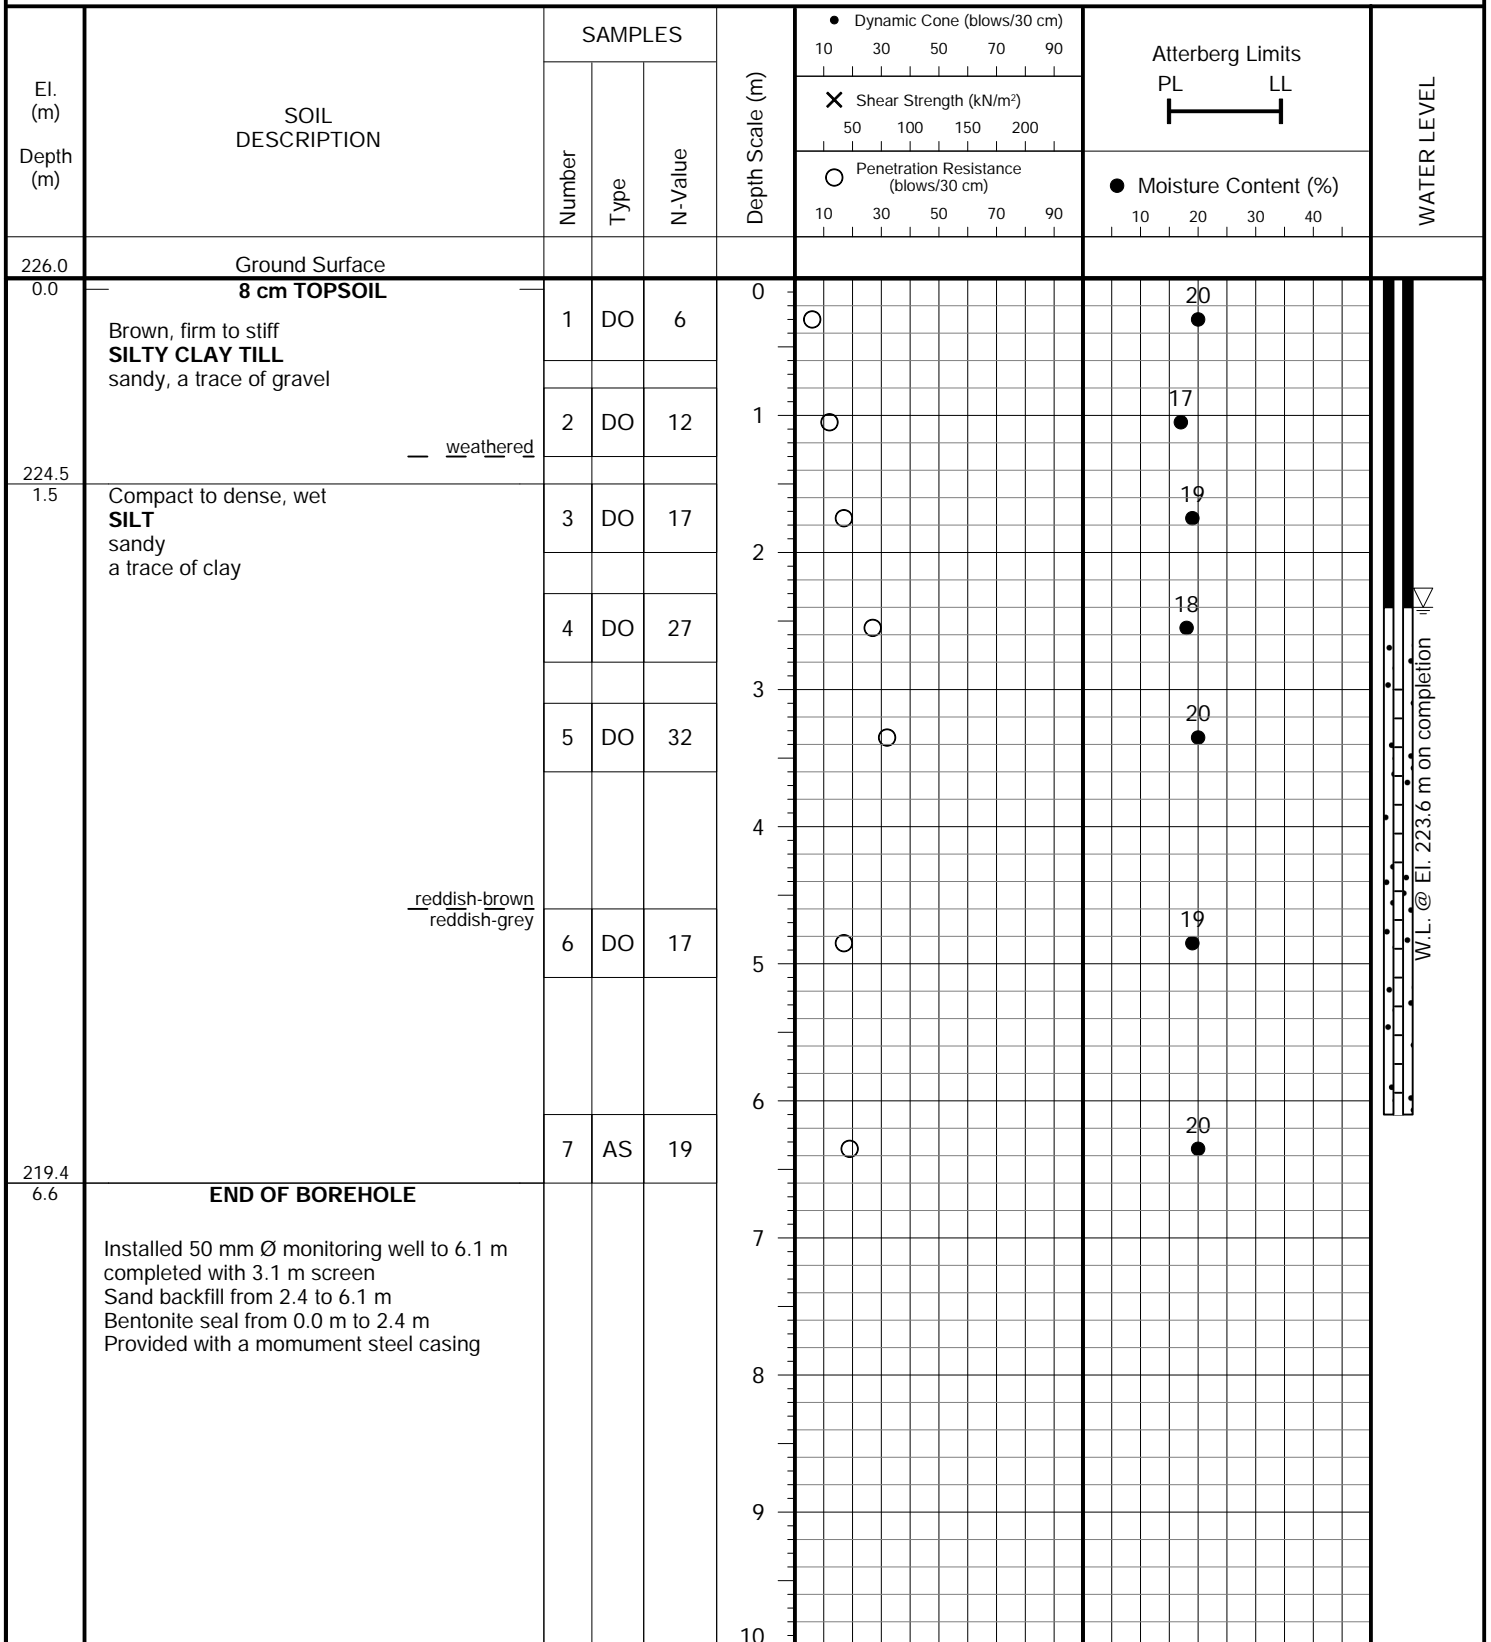 El.
(m)
Depth
(m)
SOIL
DESCRIPTION
SAMPLES
Number
Type
N-Value
Depth Scale (m)
Dynamic Cone (blows/30 cm)
10 30 50 70 90
Shear Strength (kN/m²)
50 100 150 200
Penetration Resistance
(blows/30 cm)
10 30 50 70 90
Atterberg Limits
PL LL
Moisture Content (%)
10 20 30 40
WATER LEVEL
226.0 Ground Surface
0.0 8 cm TOPSOIL
Brown, firm to stiff
SILTY CLAY TILL
sandy, a trace of gravel
weathered
224.5
1.5 Compact to dense, wet
SILT
sandy
a trace of clay
reddish-brown
reddish-grey
219.4
6.6 END OF BOREHOLE
Installed 50 mm Ø monitoring well to 6.1 m
completed with 3.1 m screen
Sand backfill from 2.4 to 6.1 m
Bentonite seal from 0.0 m to 2.4 m
Provided with a momument steel casing
1 DO 6
2 DO 12
3 DO 17
4 DO 27
5 DO 32
6 DO 17
7 AS 19
0
1
2
3
4
5
6
7
8
9
10
20
17
19
18
20
19
20
W.L. @ El. 223.6 m on completion